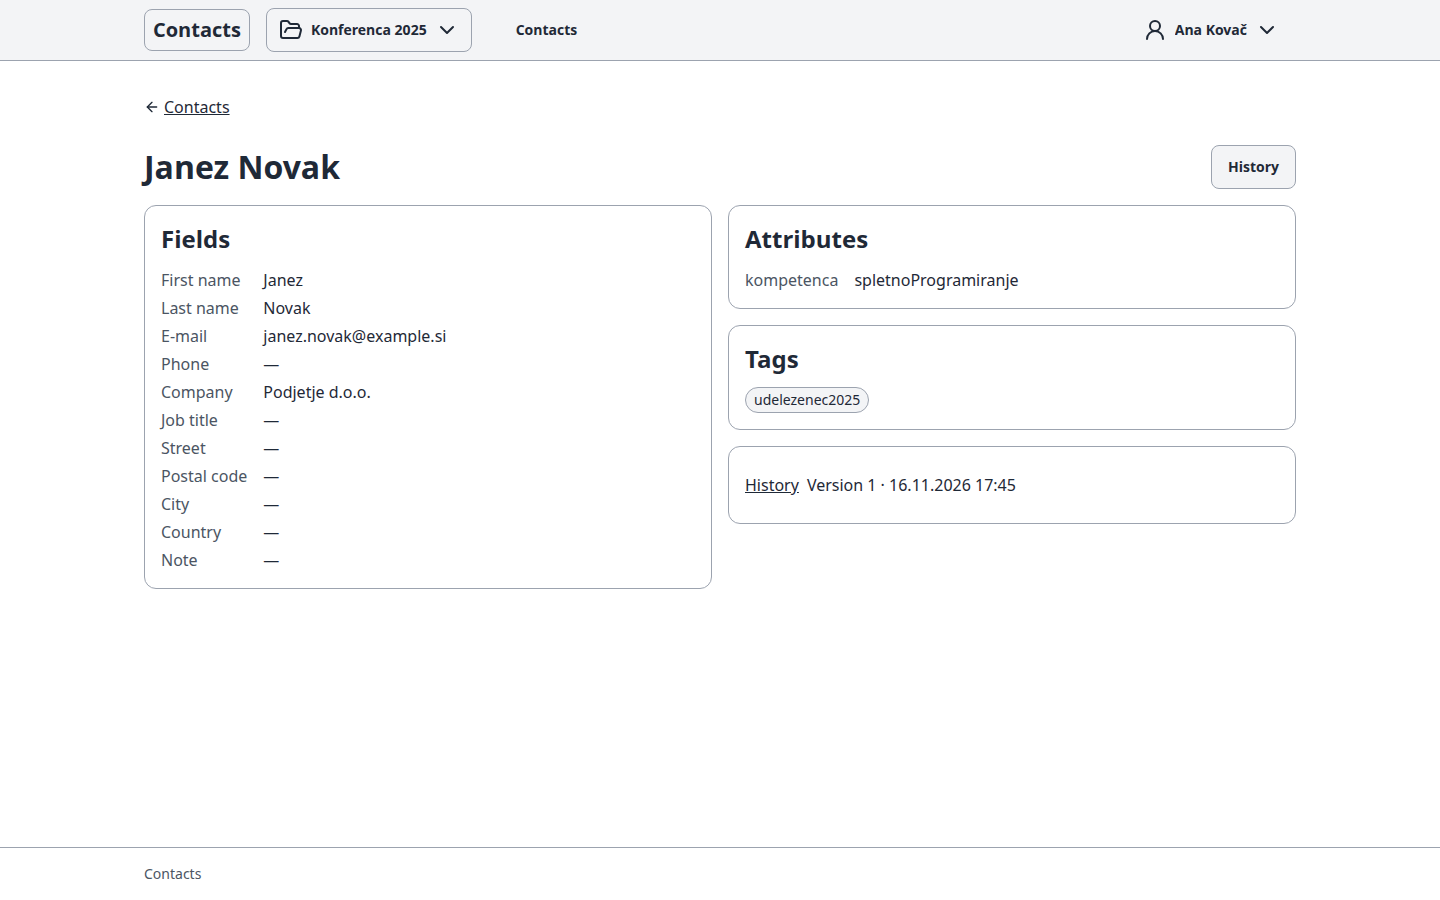 Contacts
Konferenca 2025
Contacts
Ana Kovač
Contacts
Janez Novak
History
Fields
First name Janez
Last name Novak
E-mail janez.novak@example.si
Phone —
Company Podjetje d.o.o.
Job title —
Street —
Postal code —
City —
Country —
Note —
Attributes
kompetenca spletnoProgramiranje
Tags
udelezenec2025
History Version 1 · 16.11.2026 17:45
Contacts